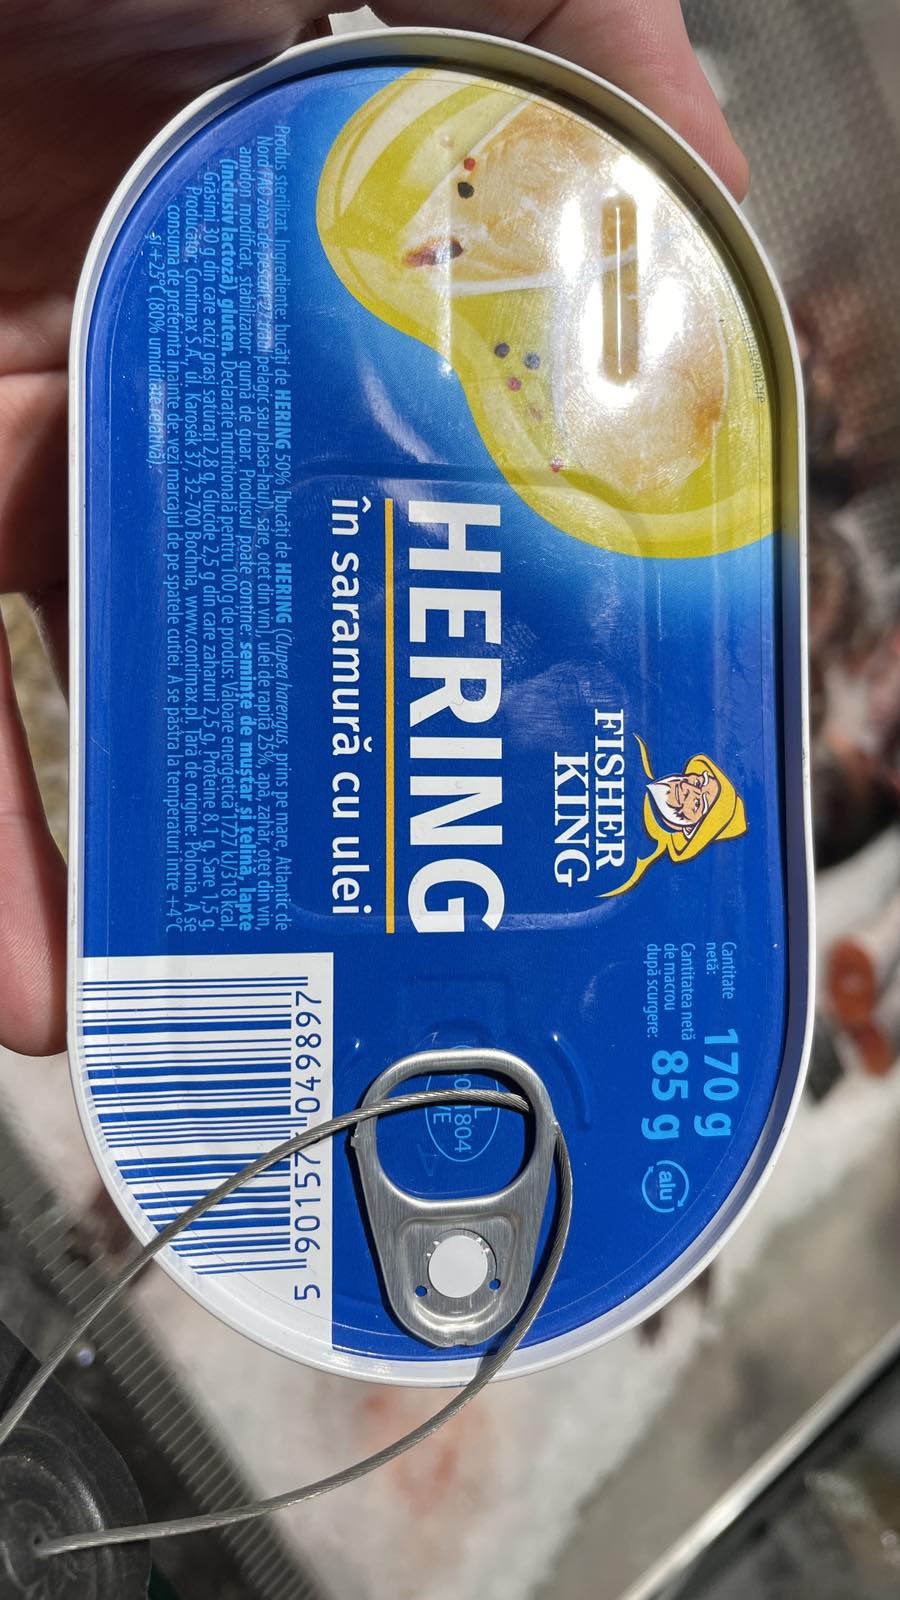 Prezentare
FISHER
KING
HERING
în saramură cu ulei
Cantitate
netă:
170 g
Cantitatea netă
de macrou
după scurgere:
85 g
alu
Produs sterilizat. Ingrediente: bucăți de HERING 50% [bucăți de HERING (Clupea harengus, prins pe mare, Atlantic de
Nord FAO zona de pescuit 27, trail pelagic sau plasa-haul), sare, oțet din vin], ulei de rapiță 25%, apă, zahăr, oțet din vin,
amidon modificat, stabilizator: gumă de guar. Produsul poate conține: semințe de muștar și țelină, lapte
(inclusiv lactoză), gluten. Declarație nutrițională pentru 100 g de produs: Valoare energetică 1727 kJ/318 kcal,
Grăsimi 30 g din care acizi grași saturați 2,8 g, Glucide 2,5 g din care zaharuri 2,5 g, Proteine 8,1 g, Sare 1,5 g.
Producător: Contimax S.A., ul. Karosek 37, 32-700 Bochnia, www.contimax.pl. Țara de origine: Polonia. A se
consuma de preferință înainte de: vezi marcajul de pe spatele cutiei. A se păstra la temperaturi între +4°C
și +25°C (80% umiditate relativă).
L
1804
VE
5 901570 049897